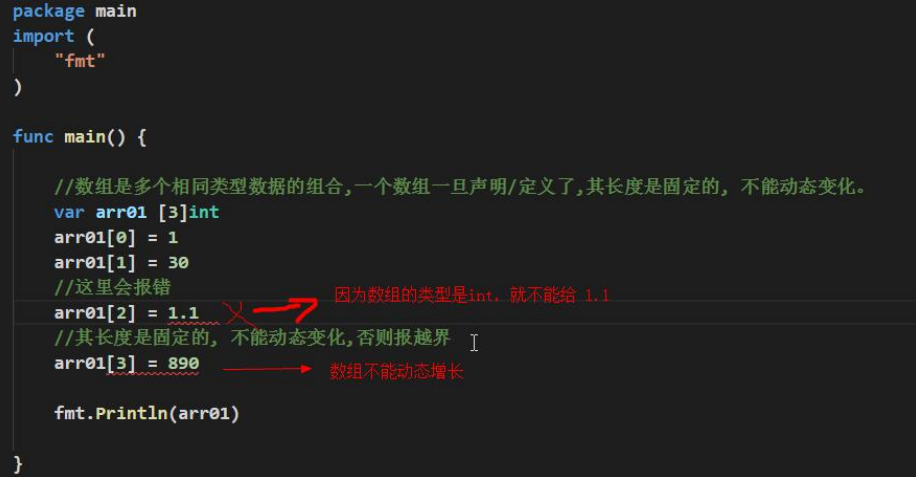 package main
import (
"fmt"
)
func main() {
//数组是多个相同类型数据的组合,一个数组一旦声明/定义了,其长度是固定的, 不能动态变化。
var arr01 [3]int
arr01[0] = 1
arr01[1] = 30
//这里会报错
因为数组的类型是int, 就不能给 1.1
arr01[2] = 1.1
//其长度是固定的, 不能动态变化,否则报越界
arr01[3] = 890
数组不能动态增长
fmt.Println(arr01)
}